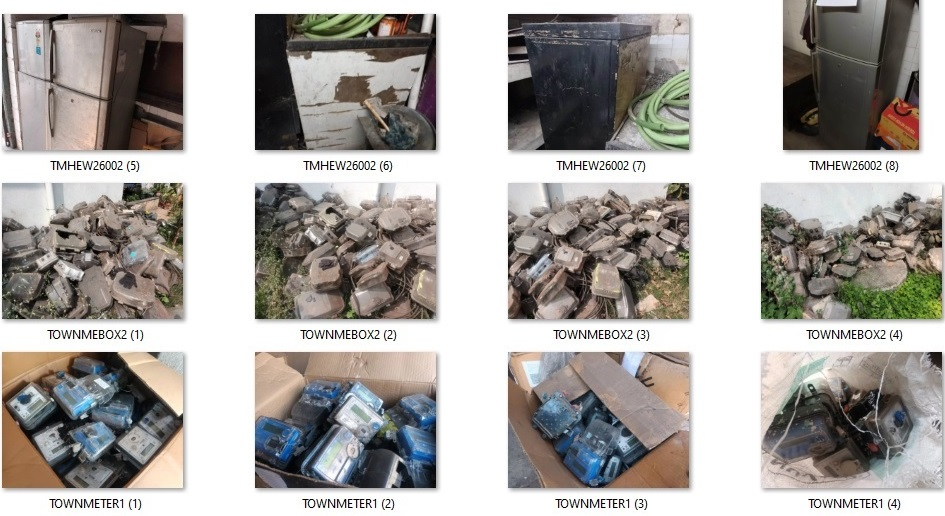 TMHEW26002 (5)
TMHEW26002 (6)
TMHEW26002 (7)
TMHEW26002 (8)
TOWNMEBOX2 (1)
TOWNMEBOX2 (2)
TOWNMEBOX2 (3)
TOWNMEBOX2 (4)
TOWNMETER1 (1)
TOWNMETER1 (2)
TOWNMETER1 (3)
TOWNMETER1 (4)